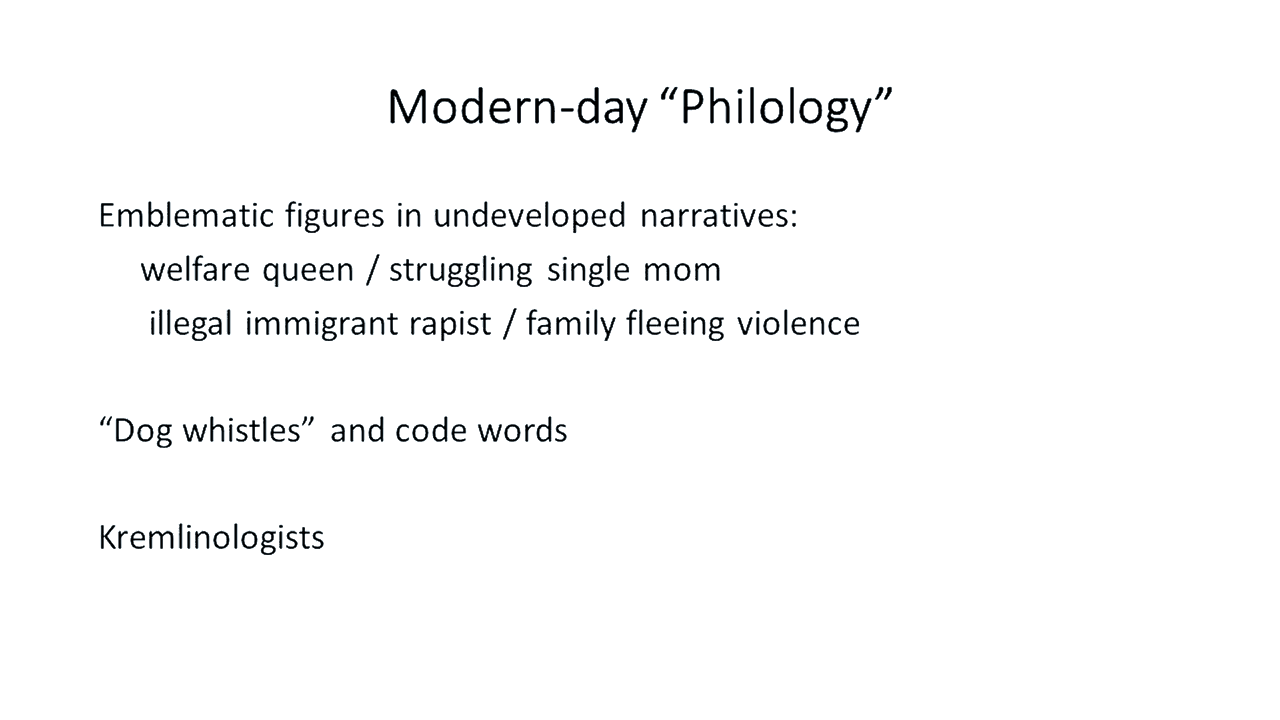 Modern-day “Philology”
Emblematic figures in undeveloped narratives:
welfare queen / struggling single mom
illegal immigrant rapist / family fleeing violence
“Dog whistles” and code words
Kremlinologists